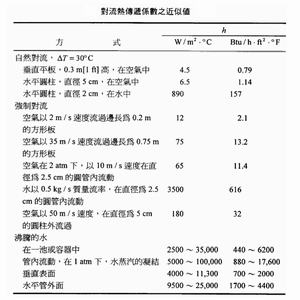 對流熱傳遞係數之近似值
h
方 式 W / m² · °C Btu / h · ft² · °F
自然對流，ΔT = 30°C
垂直平板，0.3 m[1 ft] 高，在空氣中 4.5 0.79
水平圓柱，直徑 5 cm，在空氣中 6.5 1.14
水平圓柱，直徑 2 cm，在水中 890 157
強制對流
空氣以 2 m / s 速度流過邊長爲 0.2 m 12 2.1
的方形板
空氣以 35 m / s 速度流過邊長爲 0.75 m 75 13.2
的方形板
空氣在 2 atm 下，以 10 m / s 速度在直 65 11.4
徑爲 2.5 cm 的圓管內流動
水以 0.5 kg / s 質量流率，在直徑爲 2.5 3500 616
cm 的圓管內流動
空氣以 50 m / s 速度，在直徑爲 5 cm 180 32
的圓柱外流過
沸騰的水
在一池或容器中 2500 ~ 35,000 440 ~ 6200
管內流動，在 1 atm 下，水蒸汽的凝結 5000 ~ 100,000 880 ~ 17,600
垂直表面 4000 ~ 11,300 700 ~ 2000
水平管外面 9500 ~ 25,000 1700 ~ 4400